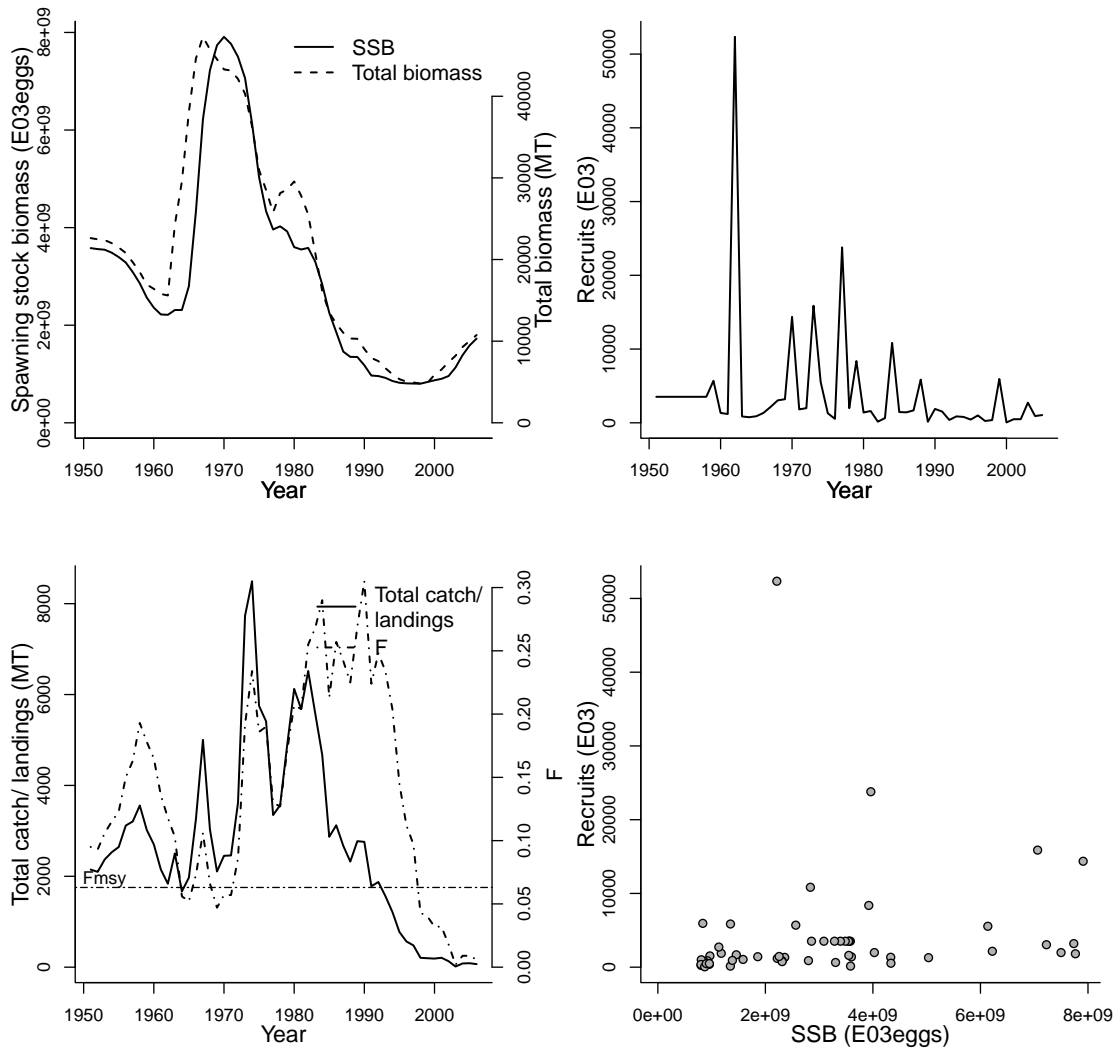 Spawning stock biomass (E03eggs)
0e+00 2e+09 4e+09 6e+09 8e+09
SSB
Total biomass
0 10000 20000 30000 40000
Total biomass (MT)
1950 1960 1970 1980 1990 2000
Year
Recruits (E03)
0 10000 20000 30000 40000 50000
1950 1960 1970 1980 1990 2000
Year
Total catch/ landings (MT)
0 2000 4000 6000 8000
Total catch/
landings
F
Fmsy
0.00 0.05 0.10 0.15 0.20 0.25 0.30
F
1950 1960 1970 1980 1990 2000
Year
Recruits (E03)
0 10000 20000 30000 40000 50000
0e+00 2e+09 4e+09 6e+09 8e+09
SSB (E03eggs)